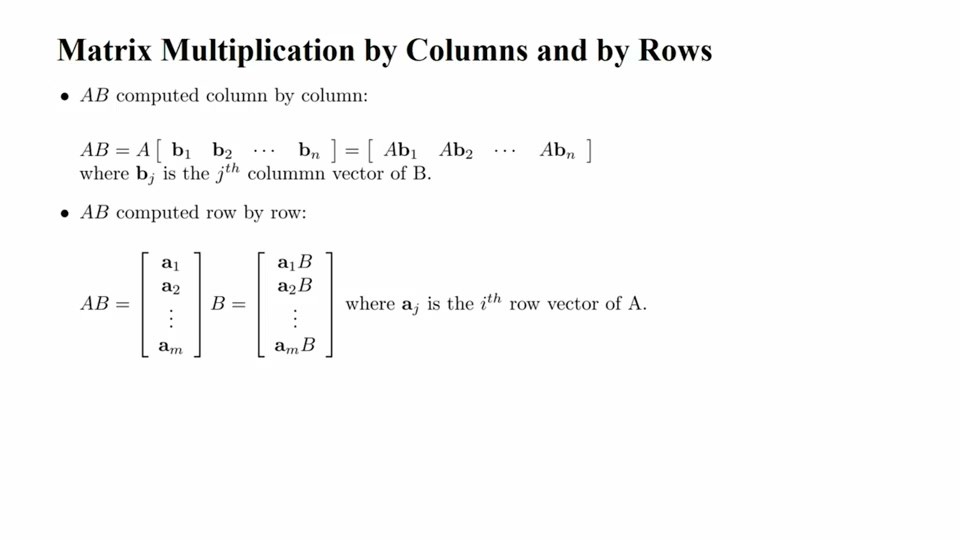 Matrix Multiplication by Columns and by Rows
• AB computed column by column:
AB = A[ b₁ b₂ ⋯ bₙ ] = [ Ab₁ Ab₂ ⋯ Abₙ ]
where bⱼ is the jᵗʰ colummn vector of B.
• AB computed row by row:
AB = [ a₁ a₂ ⋮ aₘ ] B = [ a₁B a₂B ⋮ aₘB ] where aⱼ is the iᵗʰ row vector of A.